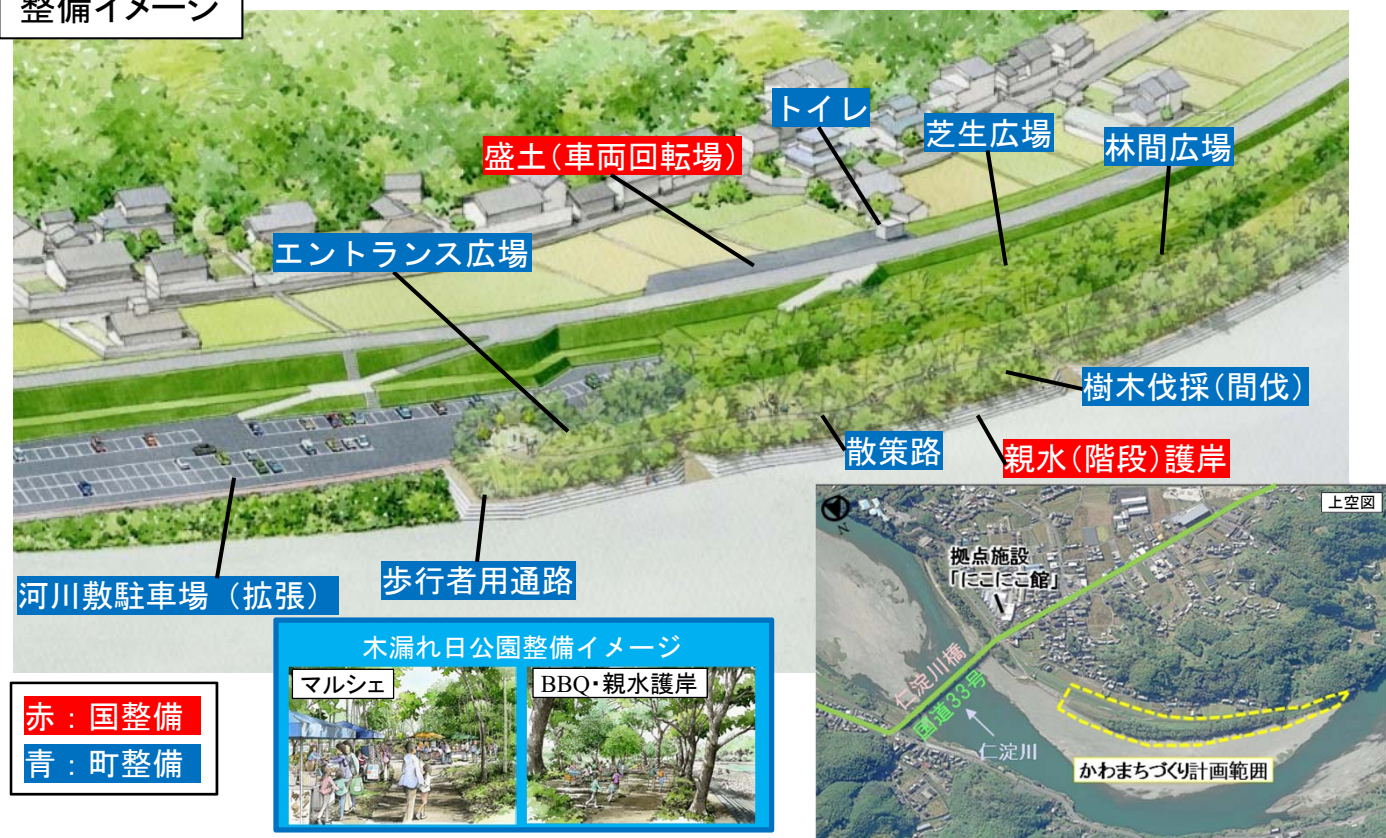 整備イメージ
トイレ
芝生広場
林間広場
盛土(車両回転場)
エントランス広場
樹木伐採(間伐)
散策路
親水(階段)護岸
歩行者用通路
河川敷駐車場（拡張）
木漏れ日公園整備イメージ
マルシェ
BBQ・親水護岸
赤：国整備
青：町整備
上空図
N
拠点施設
「にこにこ館」
仁淀川橋
国道33号
仁淀川
かわまちづくり計画範囲